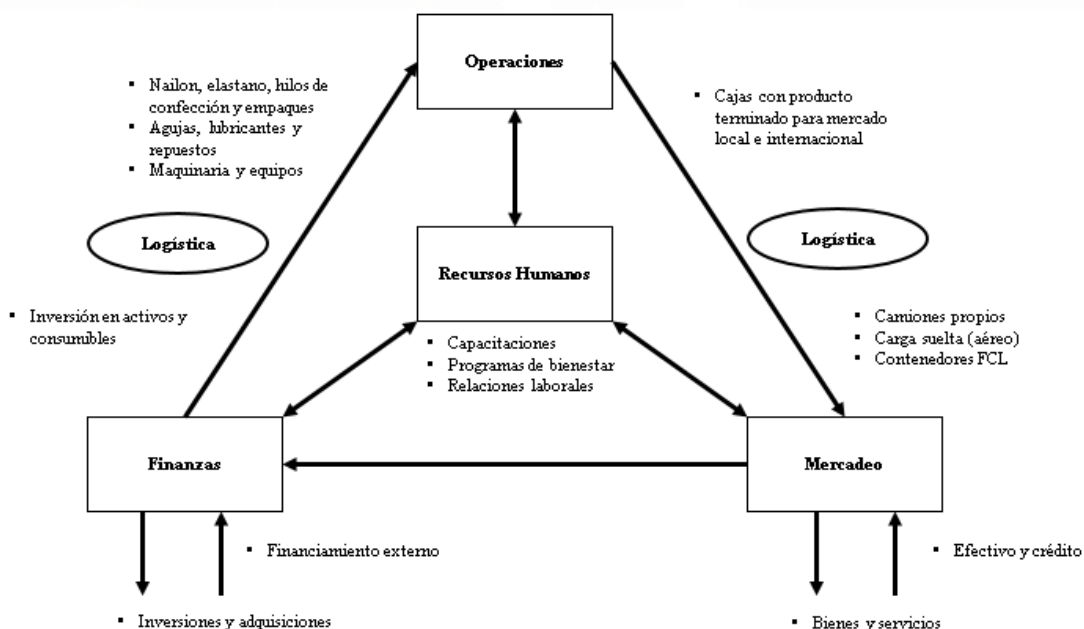 Operaciones
▪ Nailon, elastano, hilos de
confección y empaques
▪ Agujas, lubricantes y
repuestos
▪ Maquinaria y equipos
▪ Cajas con producto
terminado para mercado
local e internacional
Logística
Logística
Recursos Humanos
▪ Inversión en activos y
consumibles
▪ Capacitaciones
▪ Programas de bienestar
▪ Relaciones laborales
▪ Camiones propios
▪ Carga suelta (aéreo)
▪ Contenedores FCL
Finanzas
Mercadeo
▪ Financiamiento externo
▪ Efectivo y crédito
▪ Inversiones y adquisiciones
▪ Bienes y servicios